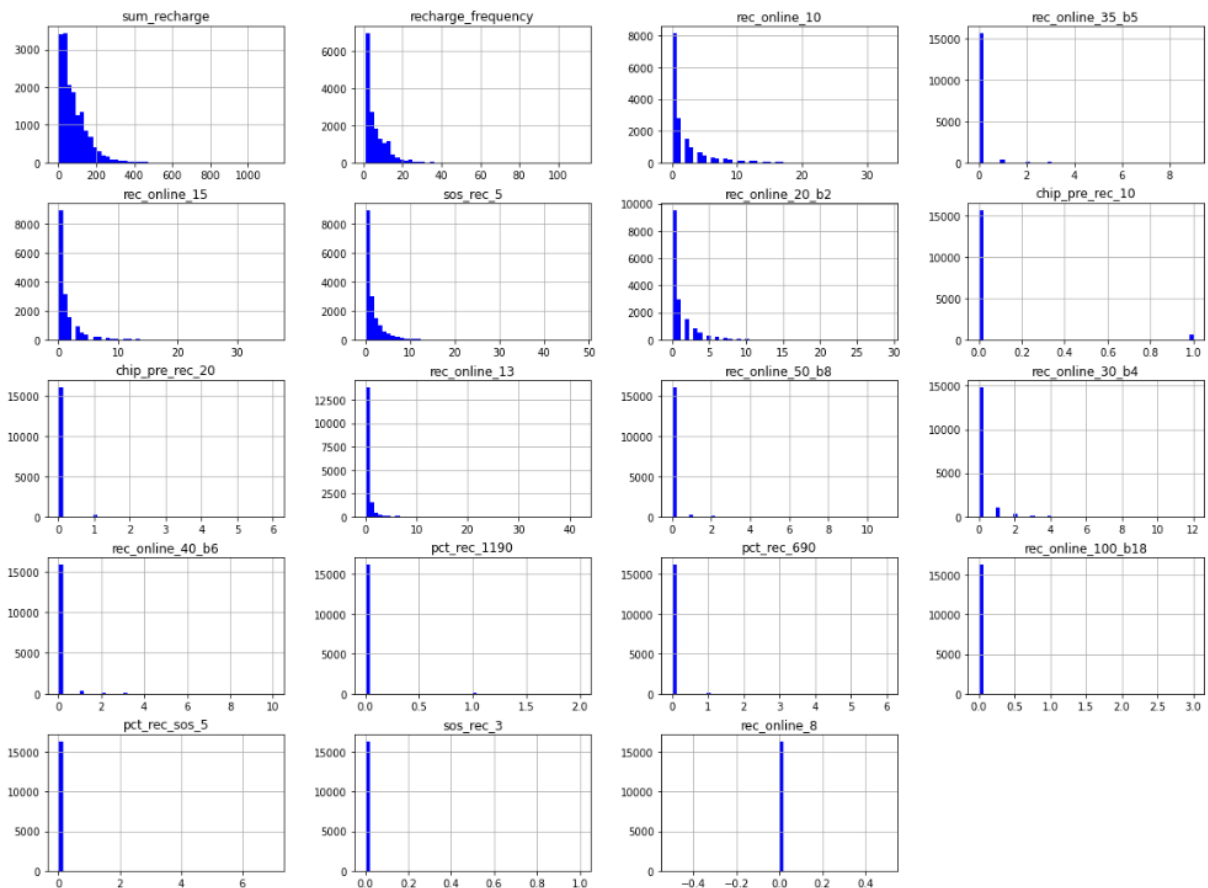 sum_recharge
3000
2000
1000
0
0 200 400 600 800 1000
recharge_frequency
6000
4000
2000
0
0 20 40 60 80 100
rec_online_10
8000
6000
4000
2000
0
0 10 20 30
rec_online_35_b5
15000
10000
5000
0
0 2 4 6 8
rec_online_15
8000
6000
4000
2000
0
0 10 20 30
sos_rec_5
8000
6000
4000
2000
0
0 10 20 30 40 50
rec_online_20_b2
10000
8000
6000
4000
2000
0
0 5 10 15 20 25 30
chip_pre_rec_10
15000
10000
5000
0
0.0 0.2 0.4 0.6 0.8 1.0
chip_pre_rec_20
15000
10000
5000
0
0 1 2 3 4 5 6
rec_online_13
12500
10000
7500
5000
2500
0
0 10 20 30 40
rec_online_50_b8
15000
10000
5000
0
0 2 4 6 8 10
rec_online_30_b4
15000
10000
5000
0
0 2 4 6 8 10 12
rec_online_40_b6
15000
10000
5000
0
0 2 4 6 8 10
pct_rec_1190
15000
10000
5000
0
0.0 0.5 1.0 1.5 2.0
pct_rec_690
15000
10000
5000
0
0 1 2 3 4 5 6
rec_online_100_b18
15000
10000
5000
0
0.0 0.5 1.0 1.5 2.0 2.5 3.0
pct_rec_sos_5
15000
10000
5000
0
0 2 4 6
sos_rec_3
15000
10000
5000
0
0.0 0.2 0.4 0.6 0.8 1.0
rec_online_8
15000
10000
5000
0
−0.4 −0.2 0.0 0.2 0.4